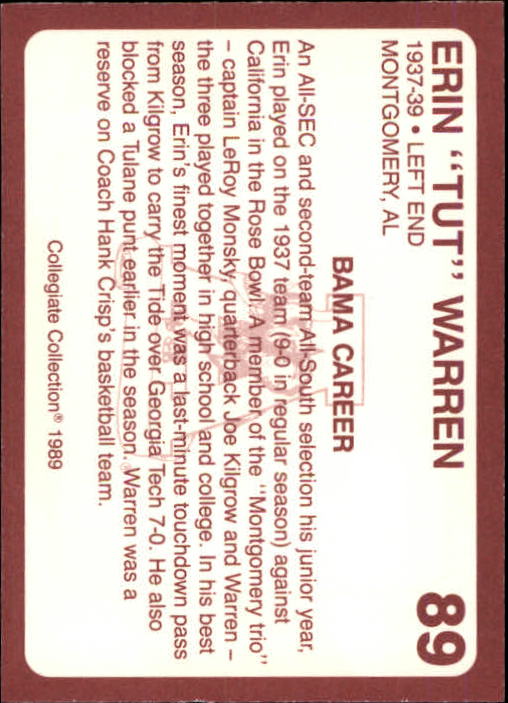 ERIN "TUT" WARREN 89
1937-39 • LEFT END
MONTGOMERY, AL
BAMA CAREER
An All-SEC and second-team All-South selection his junior year,
Erin played on the 1937 team (9-0 in regular season) against
California in the Rose Bowl. A member of the "Montgomery trio"
– captain LeRoy Monsky, quarterback Joe Kilgrow and Warren –
the three played together in high school and college. In his best
season, Erin's finest moment was a last-minute touchdown pass
from Kilgrow to carry the Tide over Georgia Tech 7-0. He also
blocked a Tulane punt earlier in the season. Warren was a
reserve on Coach Hank Crisp's basketball team.
Collegiate Collection® 1989